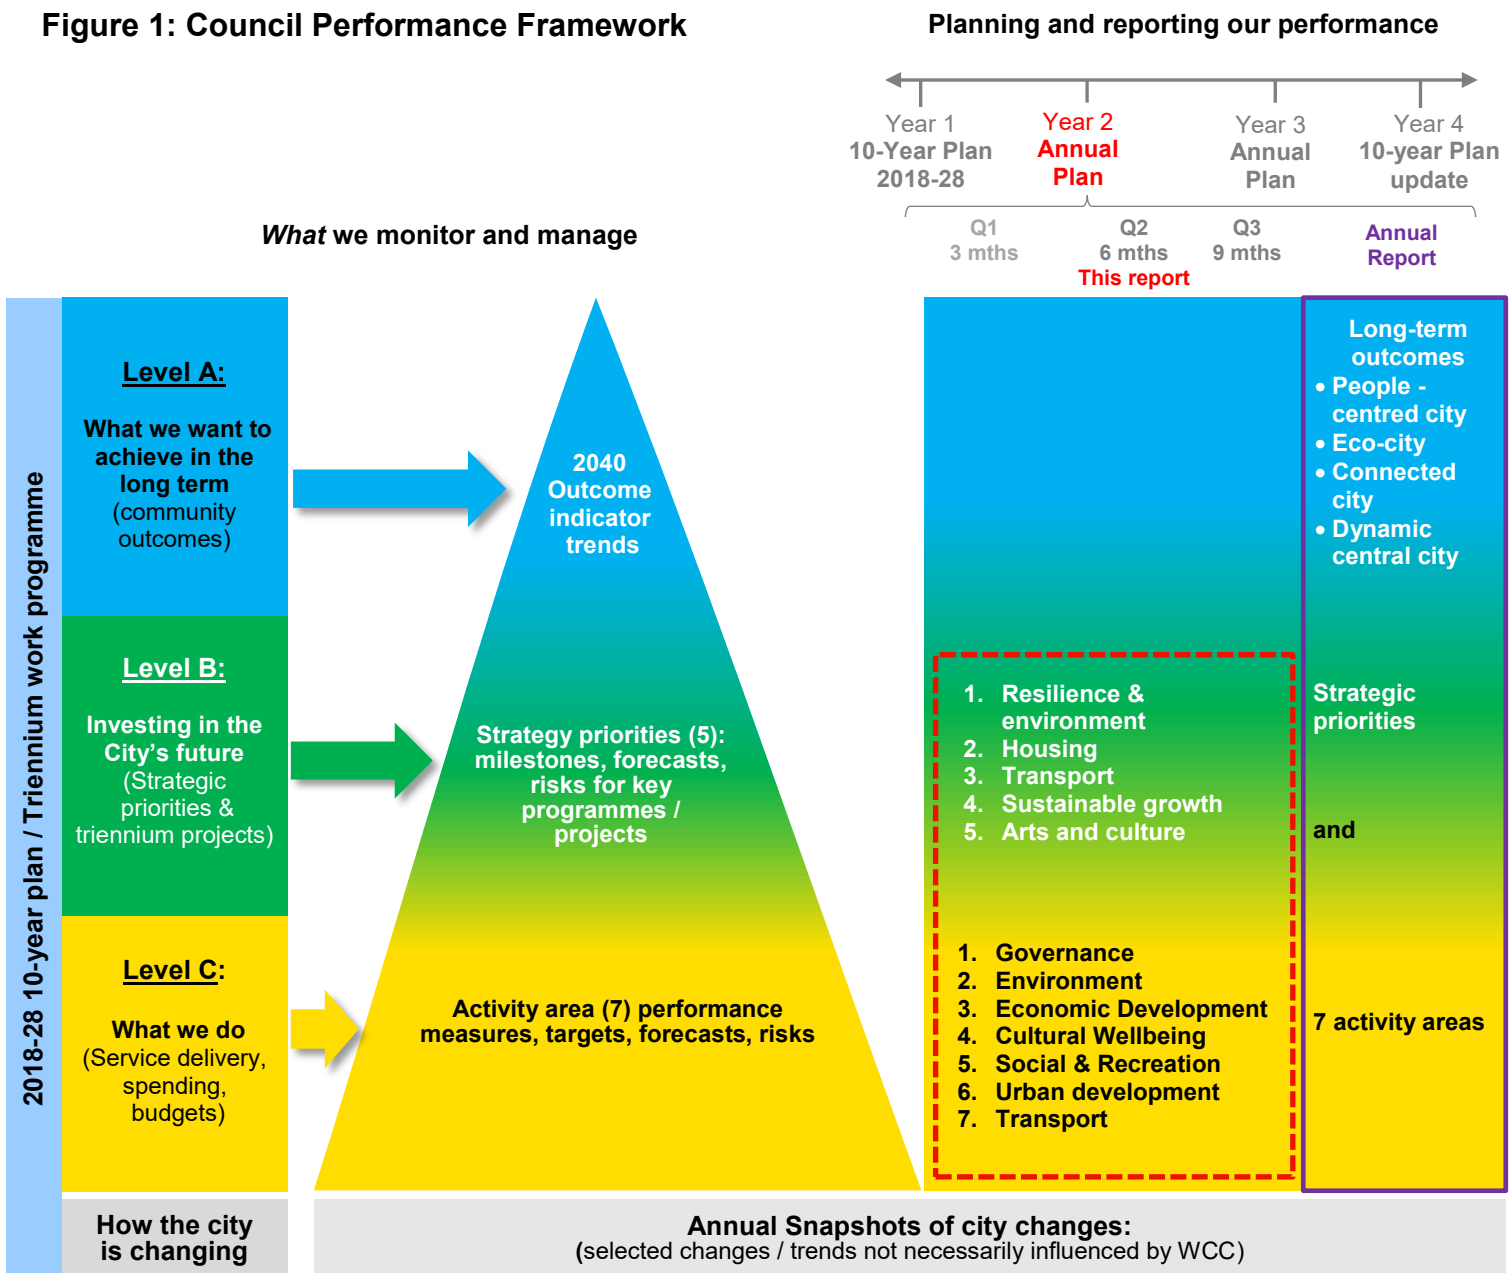 Figure 1: Council Performance Framework
Planning and reporting our performance
Year 1
10-Year Plan
2018-28
Year 2
Annual
Plan
Year 3
Annual
Plan
Year 4
10-year Plan
update
Q1
3 mths
Q2
6 mths
This report
Q3
9 mths
Annual
Report
What we monitor and manage
2018-28 10-year plan / Triennium work programme
Level A:
What we want to
achieve in the
long term
(community
outcomes)
2040
Outcome
indicator
trends
Long-term
outcomes
• People -
centred city
• Eco-city
• Connected
city
• Dynamic
central city
Level B:
Investing in the
City's future
(Strategic
priorities &
triennium projects)
Strategy priorities (5):
milestones, forecasts,
risks for key
programmes /
projects
1. Resilience &
environment
2. Housing
3. Transport
4. Sustainable growth
5. Arts and culture
Strategic
priorities
and
Level C:
What we do
(Service delivery,
spending,
budgets)
Activity area (7) performance
measures, targets, forecasts, risks
1. Governance
2. Environment
3. Economic Development
4. Cultural Wellbeing
5. Social & Recreation
6. Urban development
7. Transport
7 activity areas
How the city
is changing
Annual Snapshots of city changes:
(selected changes / trends not necessarily influenced by WCC)